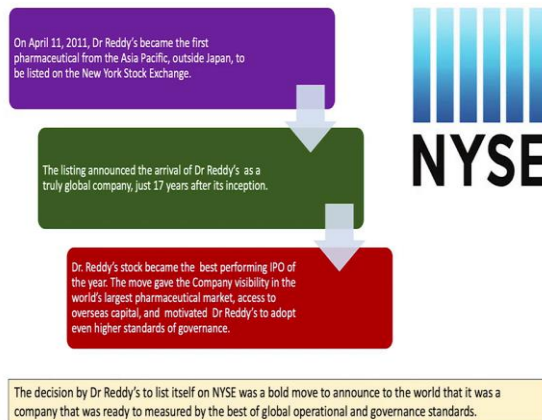 On April 11, 2011, Dr Reddy's became the first
pharmaceutical from the Asia Pacific, outside Japan, to
be listed on the New York Stock Exchange.
NYSE
The listing announced the arrival of Dr Reddy's as a
truly global company, just 17 years after its inception.
Dr. Reddy's stock became the best performing IPO of
the year. The move gave the Company visibility in the
world's largest pharmaceutical market, access to
overseas capital, and motivated Dr Reddy's to adopt
even higher standards of governance.
The decision by Dr Reddy's to list itself on NYSE was a bold move to announce to the world that it was a
company that was ready to measured by the best of global operational and governance standards.